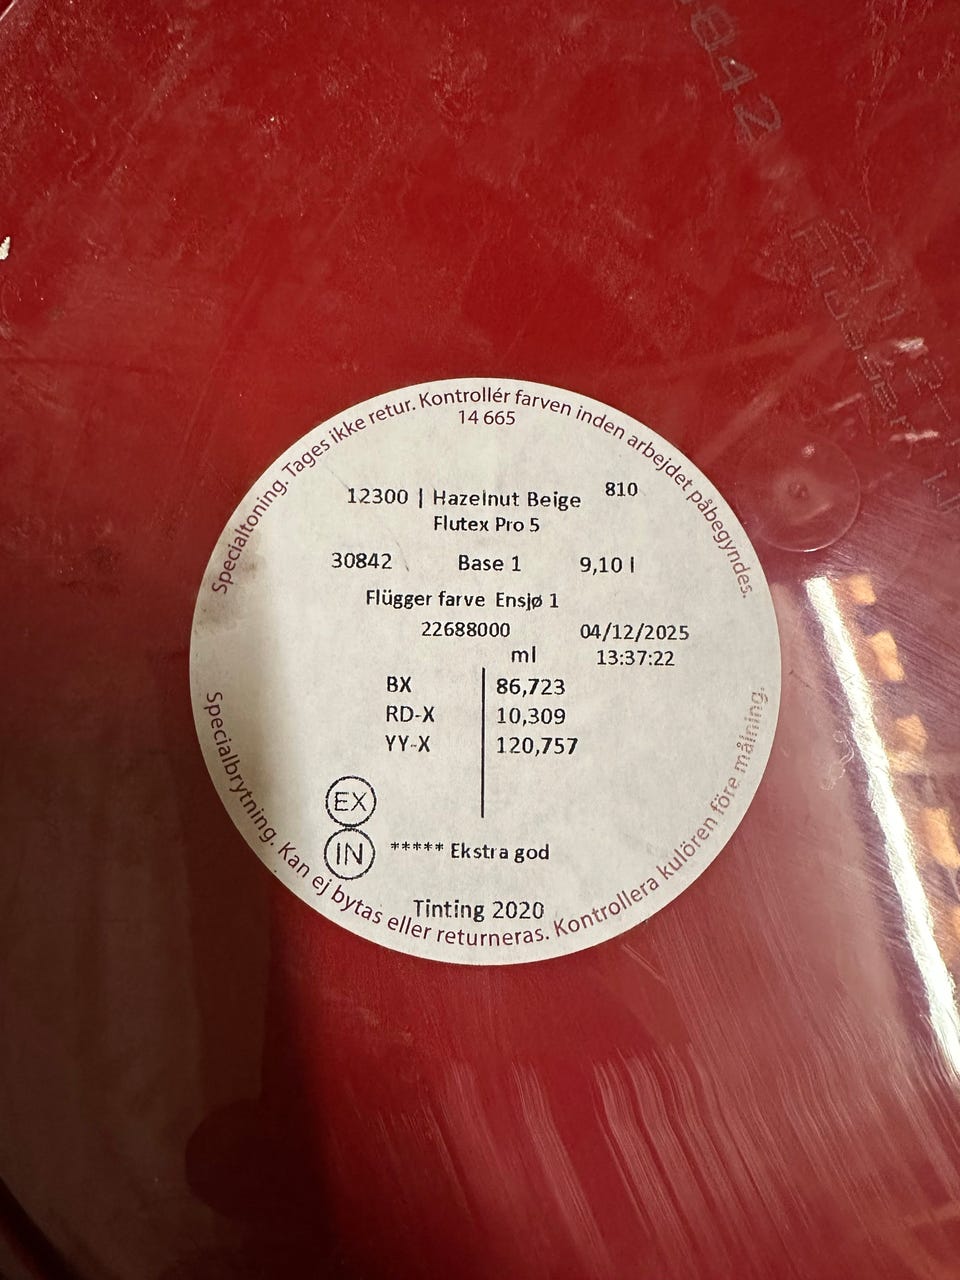 Specialtoning. Tages ikke retur. Kontrollér farven inden arbejdet påbegyndes.
14 665
12300 | Hazelnut Beige 810
Flutex Pro 5
30842 Base 1 9,10 l
Flügger farve Ensjø 1
22688000 04/12/2025
ml 13:37:22
BX 86,723
RD-X 10,309
YY-X 120,757
EX
IN ***** Ekstra god
Tinting 2020
Specialbrytning. Kan ej bytas eller returneras. Kontrollera kulören före målning.